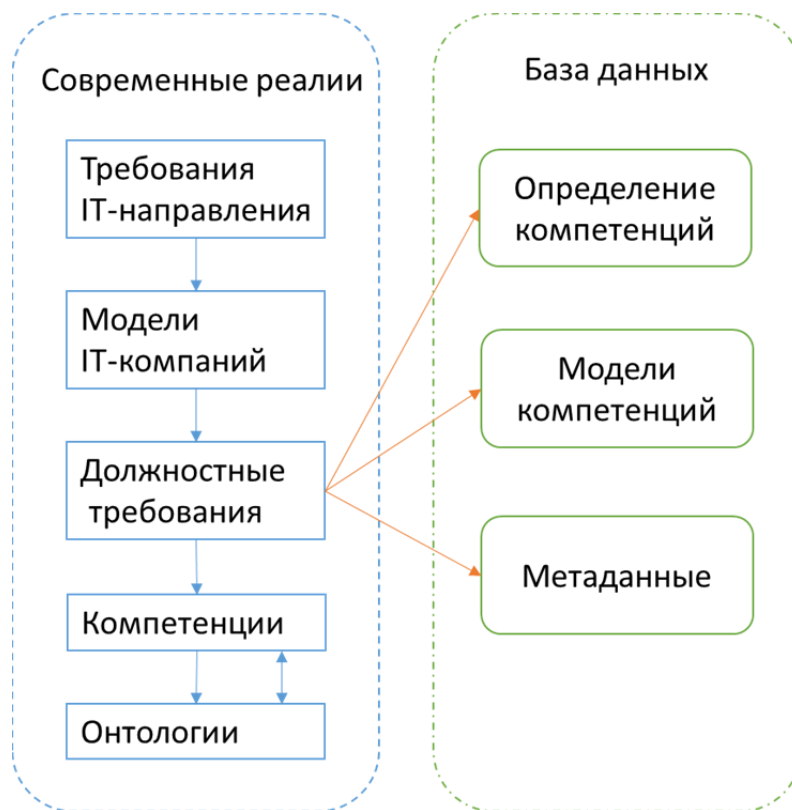 Современные реалии
Требования
IT-направления
Модели
IT-компаний
Должностные
требования
Компетенции
Онтологии
База данных
Определение
компетенций
Модели
компетенций
Метаданные